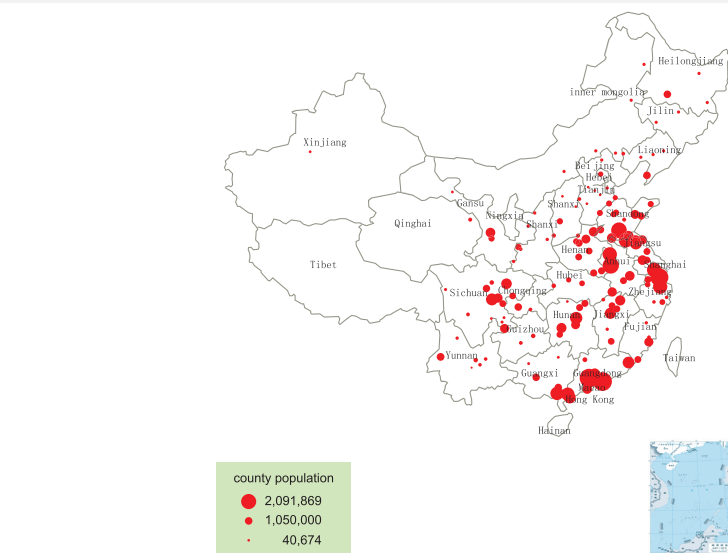 Heilongjiang
inner mongolia
Jilin
Xinjiang
Liaoning
Beijing
Hebei
Tianjin
Gansu
Shanxi
Shandong
Ningxia
Qinghai
Shanxi
Jiangsu
Henan
Tibet
Anhui
Shanghai
Hubei
Sichuan
Chongqing
Zhejiang
Hunan
Jiangxi
Guizhou
Fujian
Yunnan
Taiwan
Guangxi
Guangdong
Macau
Hong Kong
Hainan
county population
2,091,869
1,050,000
40,674